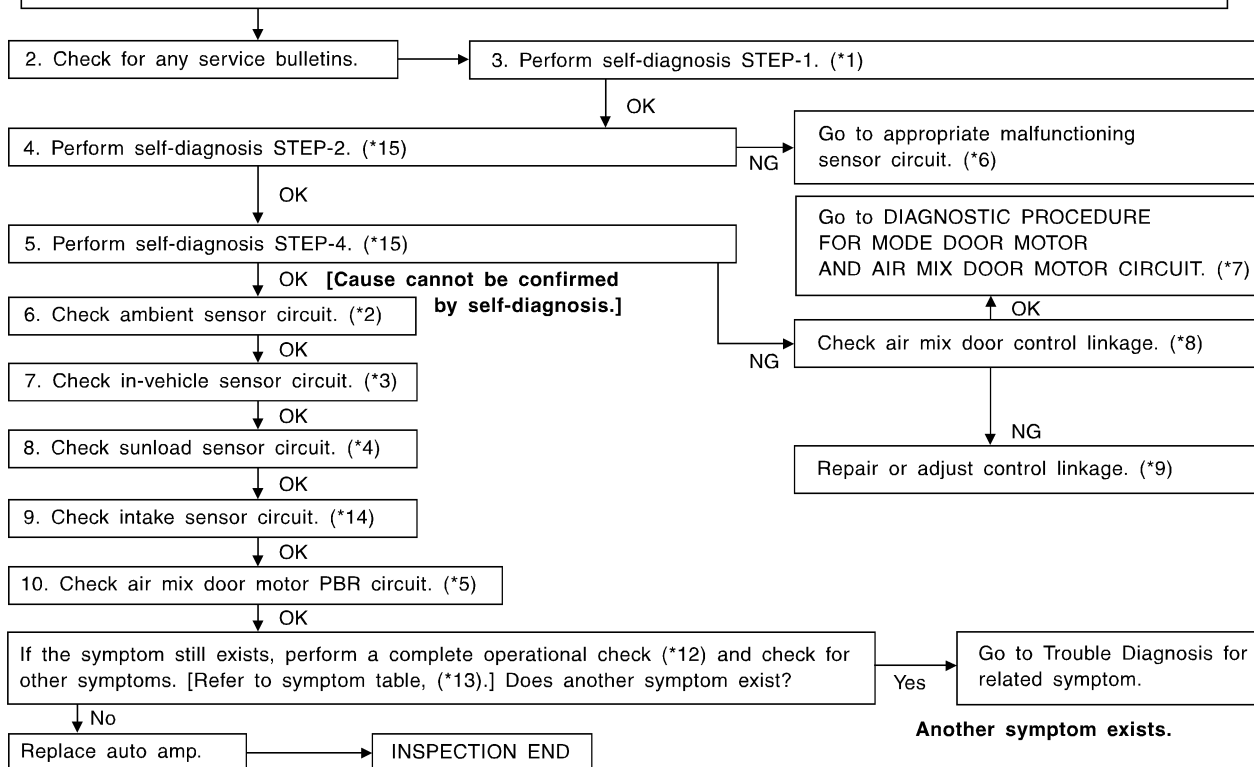 2. Check for any service bulletins.
3. Perform self-diagnosis STEP-1. (*1)
OK
4. Perform self-diagnosis STEP-2. (*15)
NG
Go to appropriate malfunctioning
sensor circuit. (*6)
OK
5. Perform self-diagnosis STEP-4. (*15)
Go to DIAGNOSTIC PROCEDURE
FOR MODE DOOR MOTOR
AND AIR MIX DOOR MOTOR CIRCUIT. (*7)
OK
[Cause cannot be confirmed
by self-diagnosis.]
OK
6. Check ambient sensor circuit. (*2)
NG
Check air mix door control linkage. (*8)
OK
7. Check in-vehicle sensor circuit. (*3)
OK
NG
8. Check sunload sensor circuit. (*4)
Repair or adjust control linkage. (*9)
OK
9. Check intake sensor circuit. (*14)
OK
10. Check air mix door motor PBR circuit. (*5)
OK
If the symptom still exists, perform a complete operational check (*12) and check for
other symptoms. [Refer to symptom table, (*13).] Does another symptom exist?
Yes
Go to Trouble Diagnosis for
related symptom.
Another symptom exists.
No
Replace auto amp.
INSPECTION END